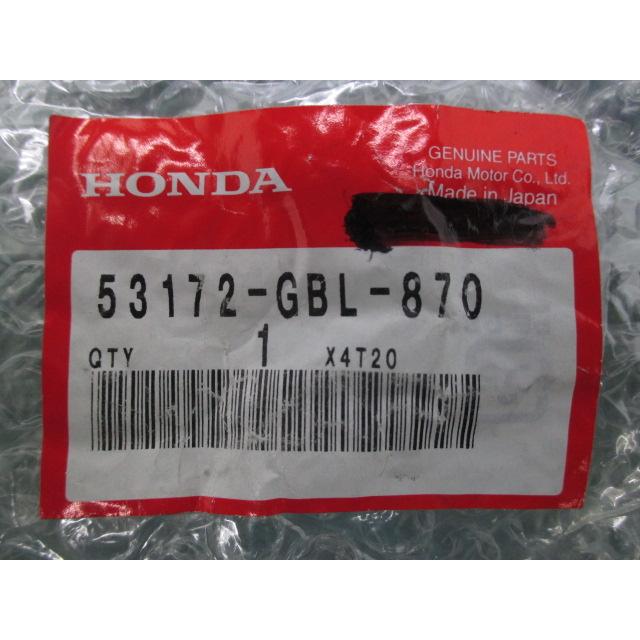 HONDA
GENUINE PARTS
Honda Motor Co., Ltd.
Made in Japan
53172-GBL-870
QTY 1 X4T20